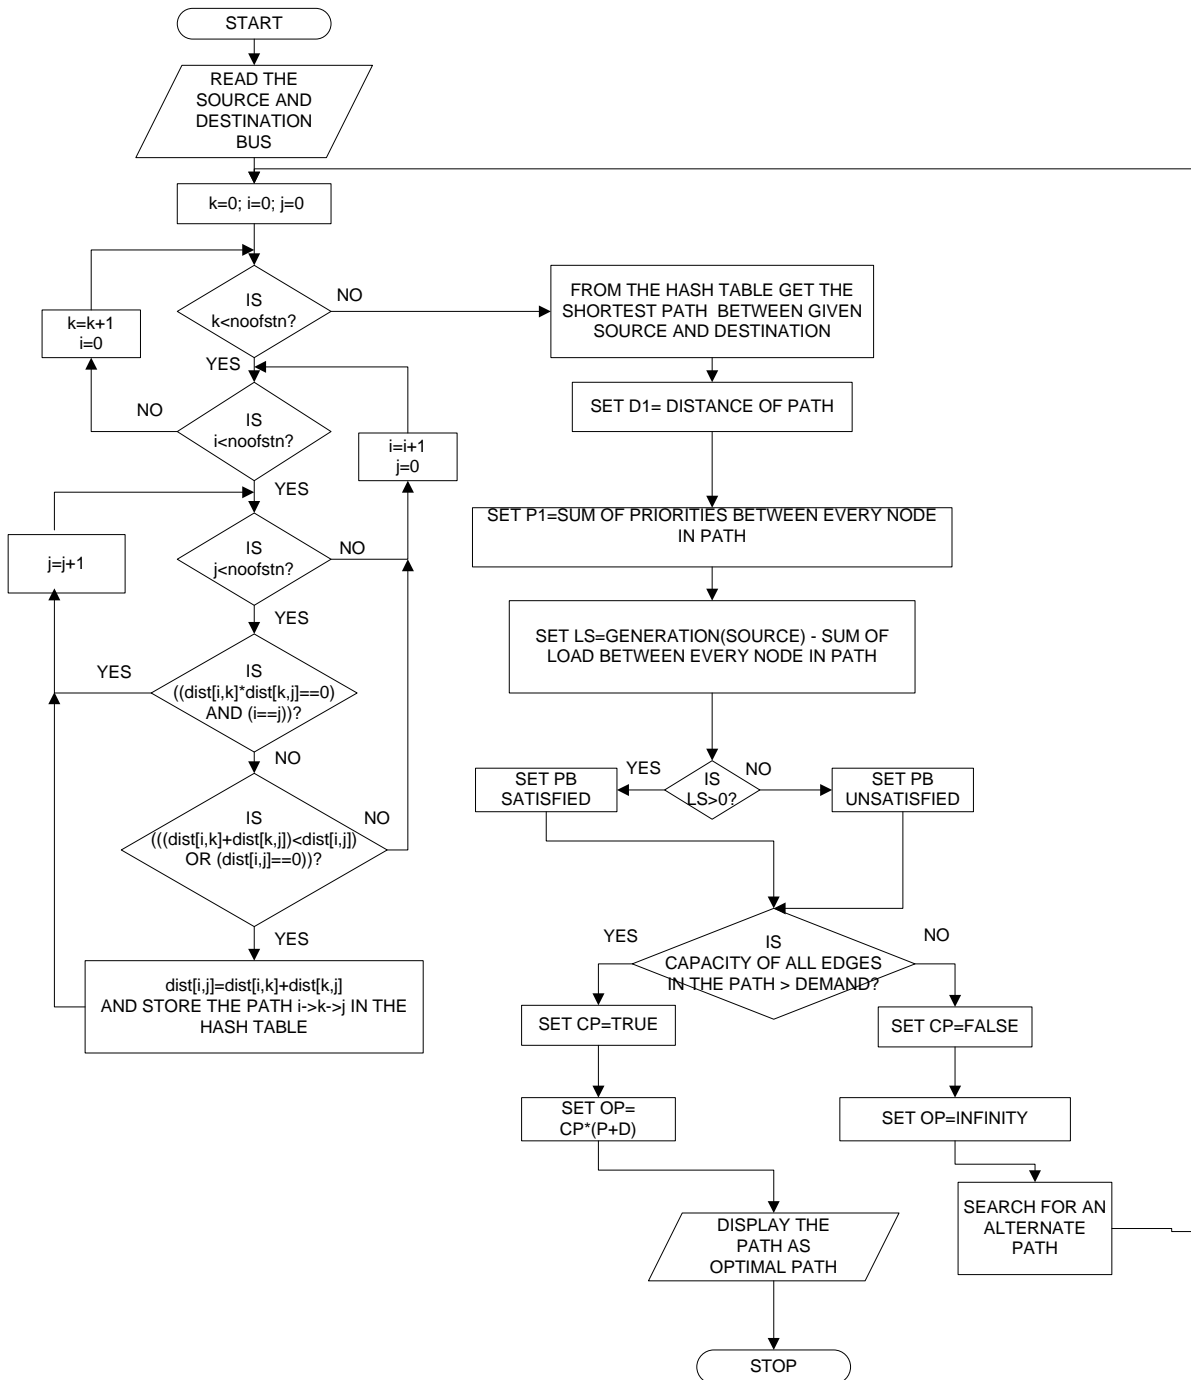 START
READ THE
SOURCE AND
DESTINATION
BUS
k=0; i=0; j=0
IS
k<noofstn?
NO
YES
k=k+1
i=0
IS
i<noofstn?
NO
YES
i=i+1
j=0
IS
j<noofstn?
NO
YES
j=j+1
IS
((dist[i,k]*dist[k,j]==0)
AND (i==j))?
YES
NO
IS
(((dist[i,k]+dist[k,j])<dist[i,j])
OR (dist[i,j]==0))?
NO
YES
dist[i,j]=dist[i,k]+dist[k,j]
AND STORE THE PATH i->k->j IN THE
HASH TABLE
FROM THE HASH TABLE GET THE
SHORTEST PATH BETWEEN GIVEN
SOURCE AND DESTINATION
SET D1= DISTANCE OF PATH
SET P1=SUM OF PRIORITIES BETWEEN EVERY NODE
IN PATH
SET LS=GENERATION(SOURCE) - SUM OF
LOAD BETWEEN EVERY NODE IN PATH
IS
LS>0?
YES
NO
SET PB
SATISFIED
SET PB
UNSATISFIED
IS
CAPACITY OF ALL EDGES
IN THE PATH > DEMAND?
YES
NO
SET CP=TRUE
SET CP=FALSE
SET OP=
CP*(P+D)
SET OP=INFINITY
SEARCH FOR AN
ALTERNATE
PATH
DISPLAY THE
PATH AS
OPTIMAL PATH
STOP